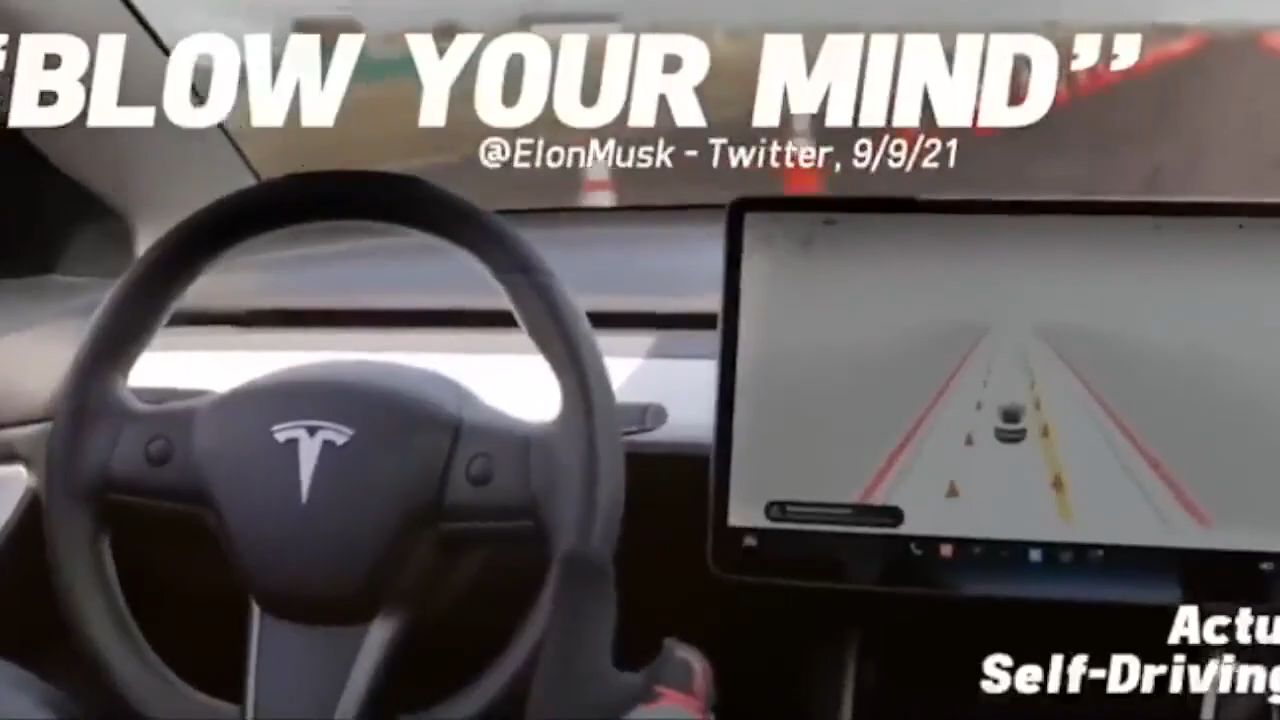 “BLOW YOUR MIND”
@ElonMusk - Twitter, 9/9/21
Actu
Self-Driving